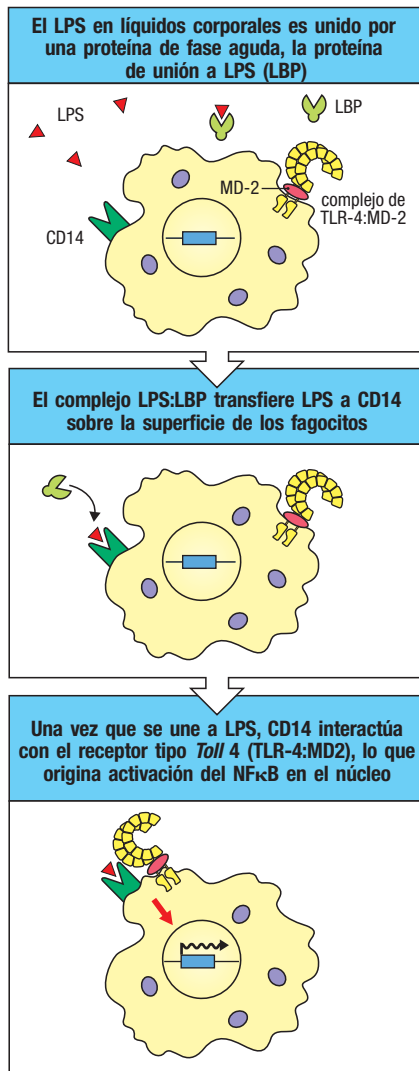 El LPS en líquidos corporales es unido por
una proteína de fase aguda, la proteína
de unión a LPS (LBP)
LPS
LBP
MD-2
complejo de
TLR-4:MD-2
CD14
El complejo LPS:LBP transfiere LPS a CD14
sobre la superficie de los fagocitos
Una vez que se une a LPS, CD14 interactúa
con el receptor tipo Toll 4 (TLR-4:MD2), lo que
origina activación del NFκB en el núcleo